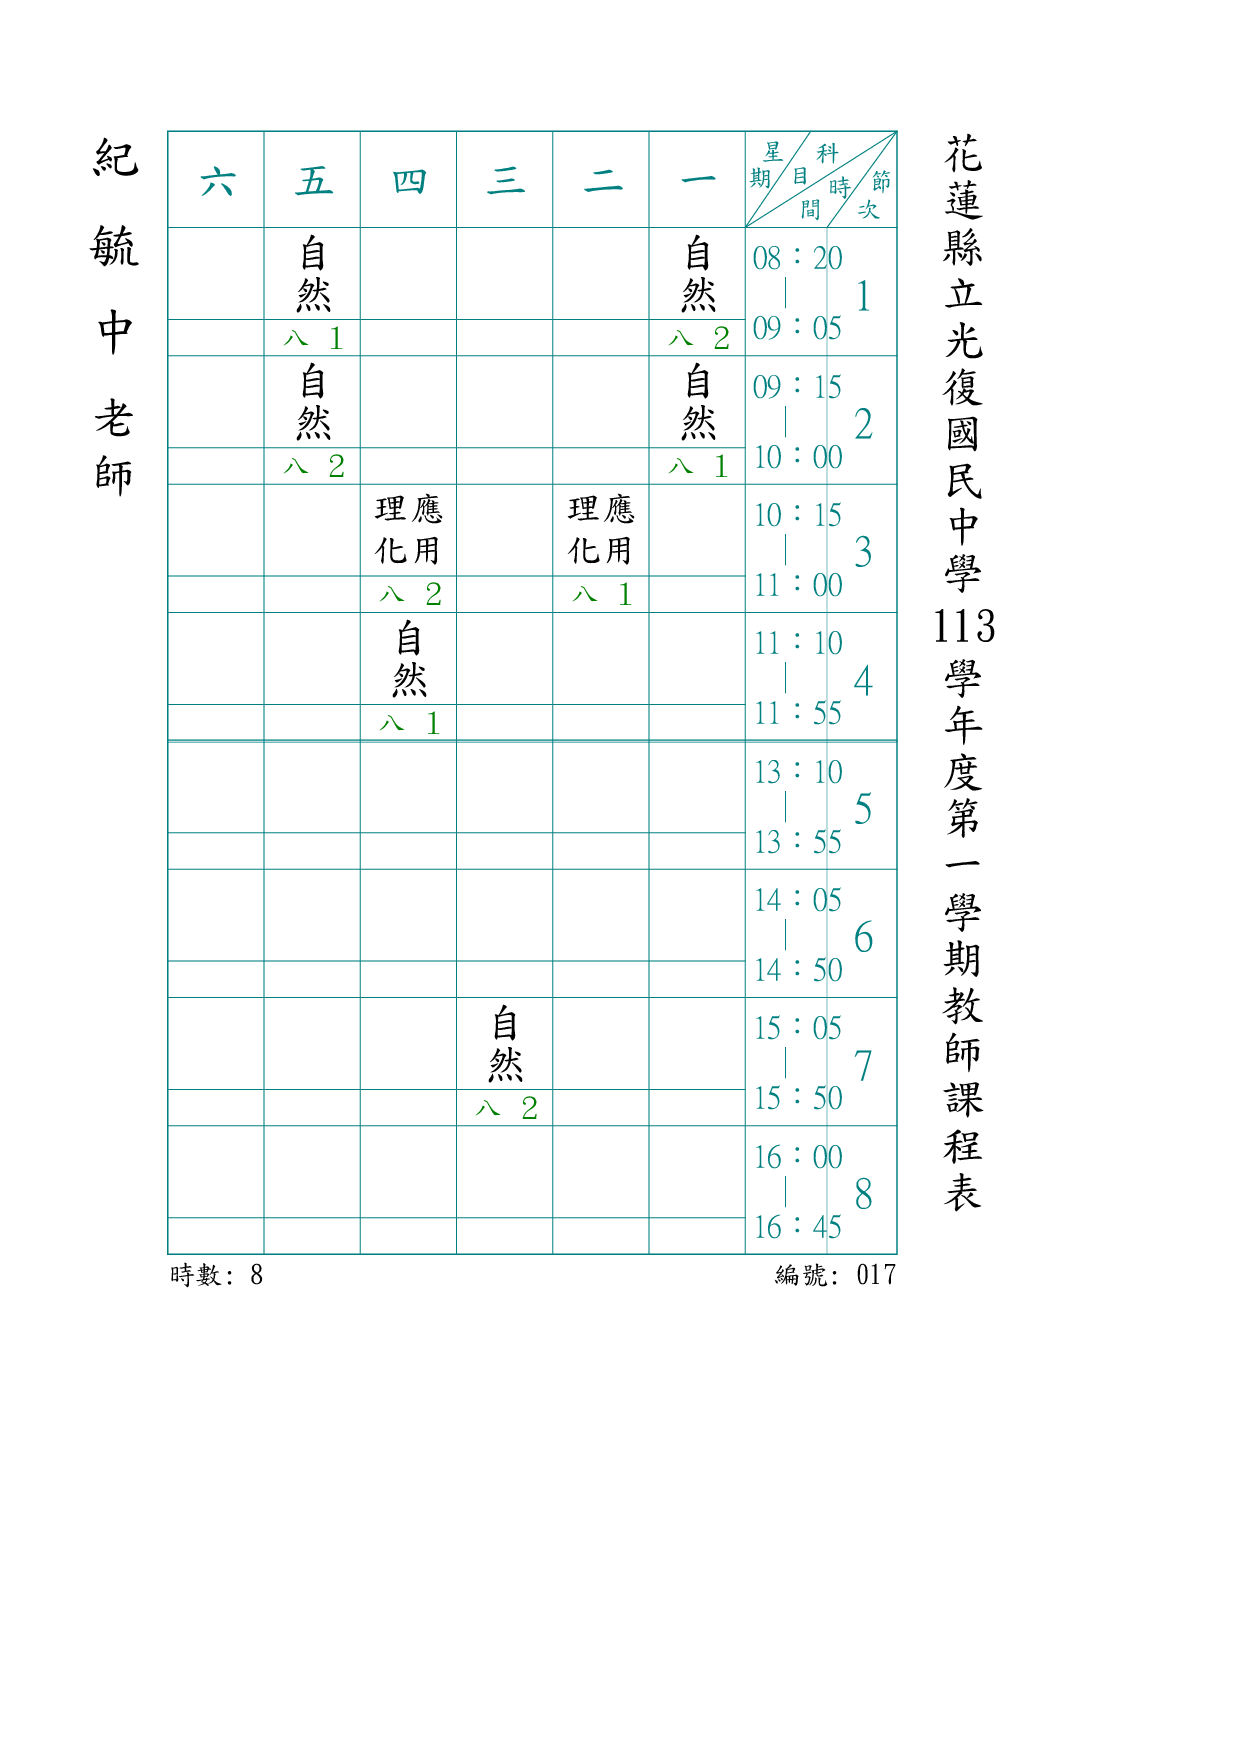 花蓮縣立光復國民中學113學年度第一學期教師課程表
紀毓中老師
星期 科目 時間 節次
一 二 三 四 五 六
08：20｜09：05 1
自然 八 2
自然 八 1
09：15｜10：00 2
自然 八 1
自然 八 2
10：15｜11：00 3
應用理化 八 1
應用理化 八 2
11：10｜11：55 4
自然 八 1
13：10｜13：55 5
14：05｜14：50 6
15：05｜15：50 7
自然 八 2
16：00｜16：45 8
編號: 017
時數: 8